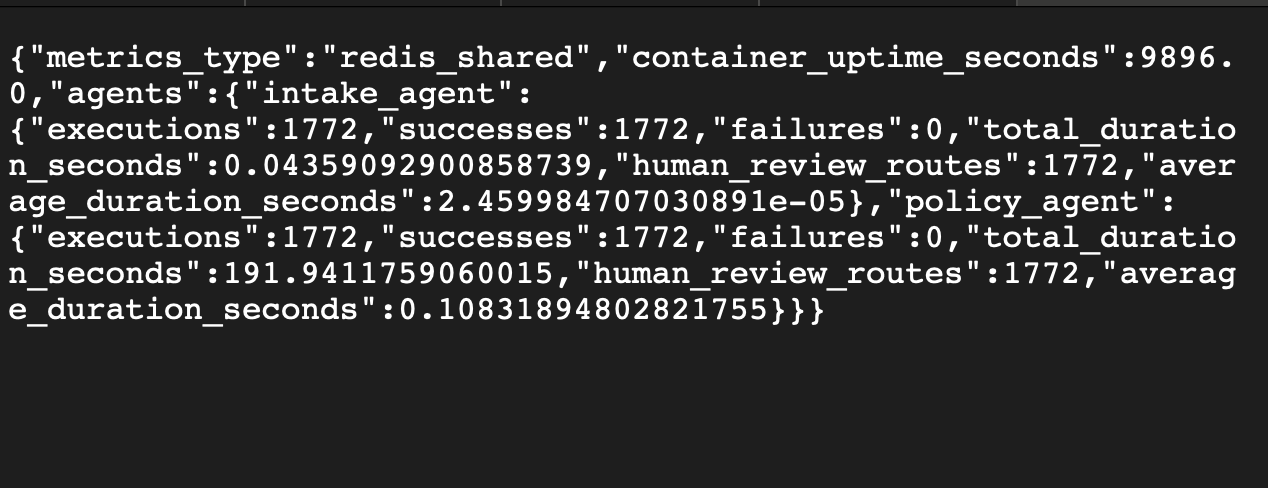 {"metrics_type":"redis_shared","container_uptime_seconds":9896.
0,"agents":{"intake_agent":
{"executions":1772,"successes":1772,"failures":0,"total_duratio
n_seconds":0.04359092900858739,"human_review_routes":1772,"aver
age_duration_seconds":2.459984707030891e-05},"policy_agent":
{"executions":1772,"successes":1772,"failures":0,"total_duratio
n_seconds":191.9411759060015,"human_review_routes":1772,"averag
e_duration_seconds":0.10831894802821755}}}